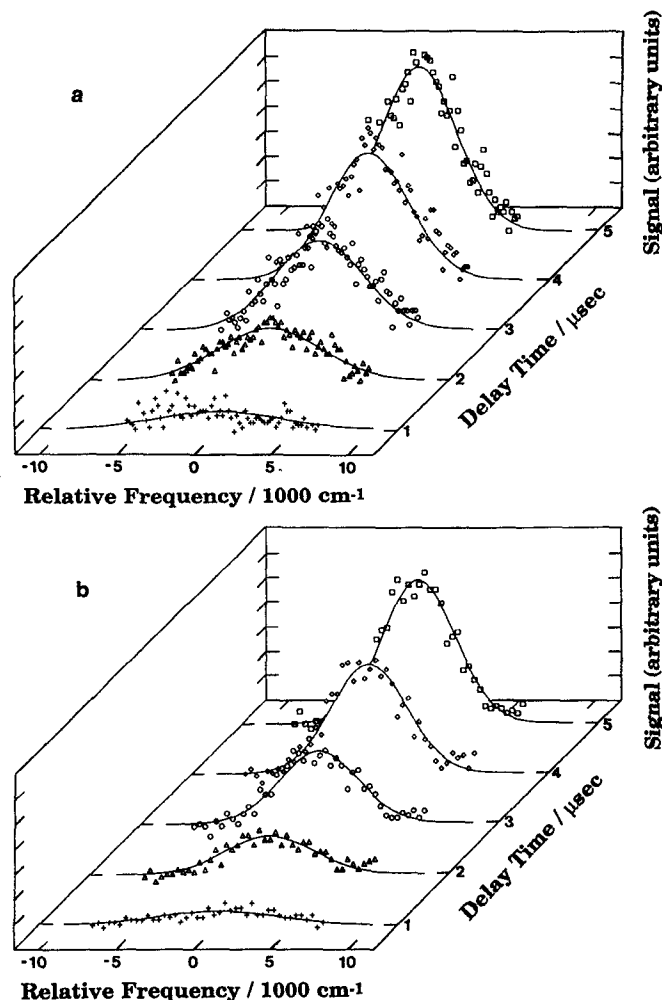 a
Signal (arbitrary units)
5
4
3
2
1
Delay Time / μsec
-10 -5 0 5 10
Relative Frequency / 1000 cm-1
b
Signal (arbitrary units)
5
4
3
2
1
Delay Time / μsec
-10 -5 0 5 10
Relative Frequency / 1000 cm-1